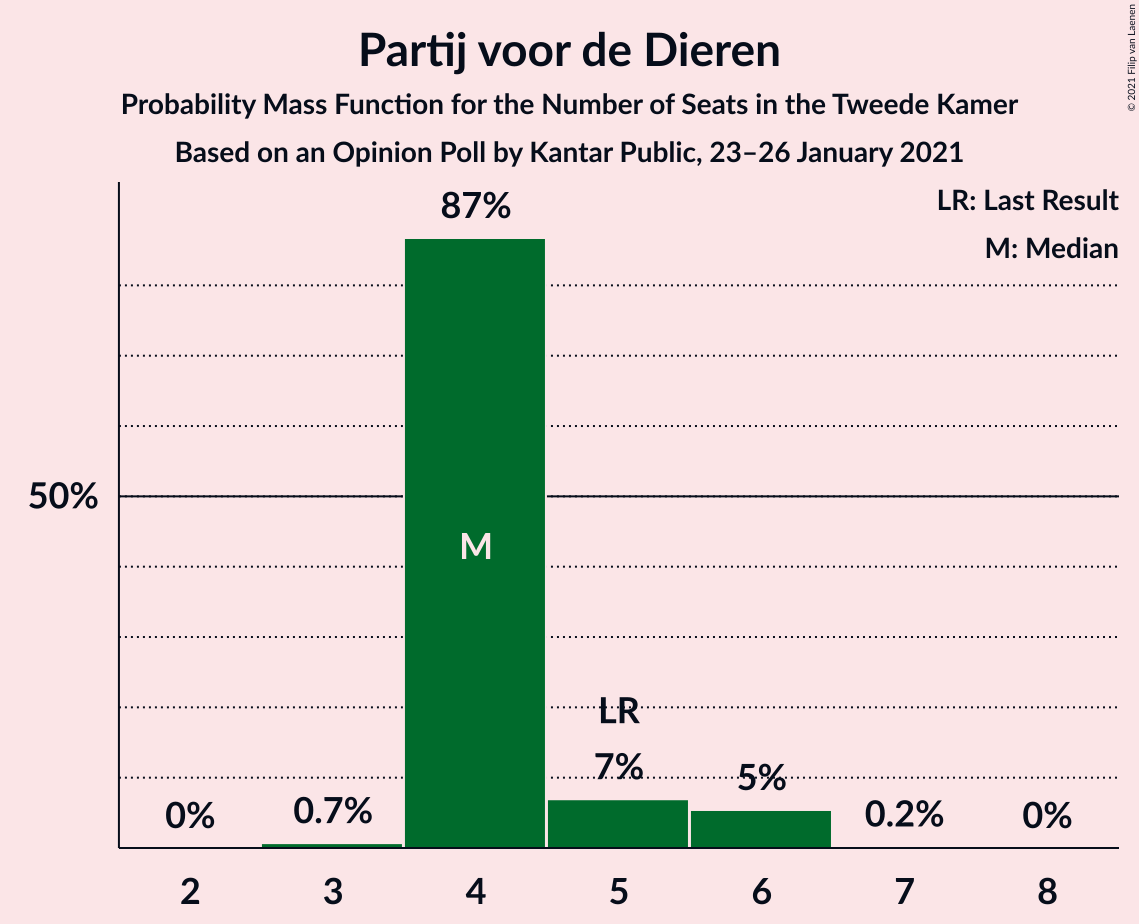 Partij voor de Dieren
Probability Mass Function for the Number of Seats in the Tweede Kamer
Based on an Opinion Poll by Kantar Public, 23–26 January 2021
© 2021 Filip van Laenen
LR: Last Result
M: Median
87%
50%
M
LR
7%
5%
0%
0.7%
0.2%
0%
2 3 4 5 6 7 8